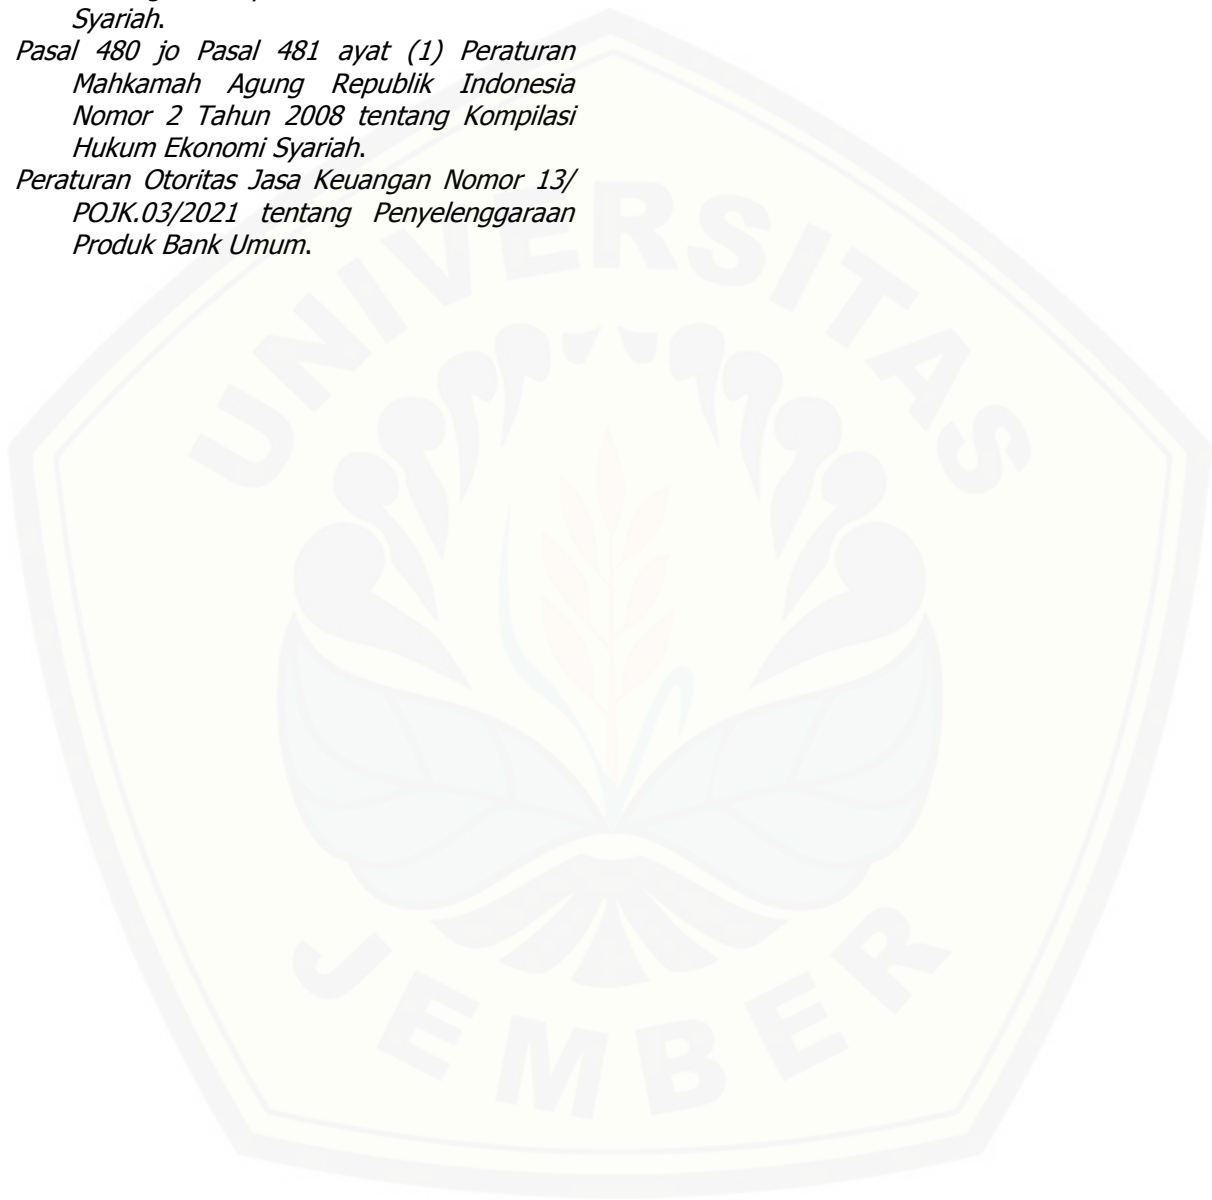 Syariah.
Pasal 480 jo Pasal 481 ayat (1) Peraturan
Mahkamah Agung Republik Indonesia
Nomor 2 Tahun 2008 tentang Kompilasi
Hukum Ekonomi Syariah.
Peraturan Otoritas Jasa Keuangan Nomor 13/
POJK.03/2021 tentang Penyelenggaraan
Produk Bank Umum.
UNIVERSITAS
JEMBER